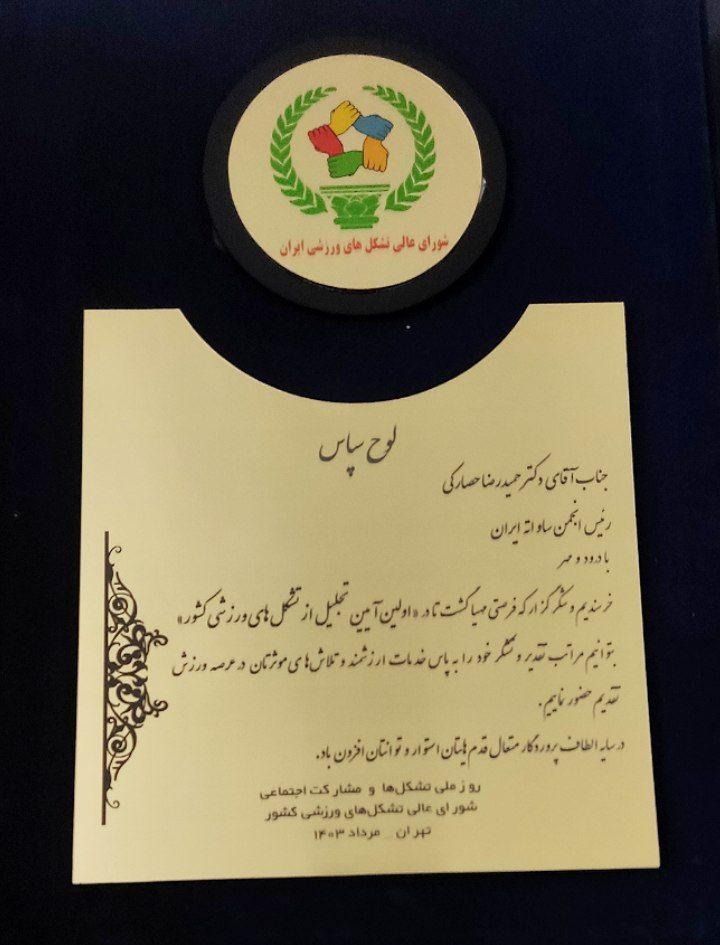 شورای عالی تشکل های ورزشی ایران
لوح سپاس
جناب آقای دکتر حمیدرضا حصارکی
رئیس انجمن ساواته ایران
با درود و مهر
خرسندیم و شکرگزار که فرصتی مهیا گشت تا در «اولین آیین تجلیل از تشکل های ورزشی کشور»
بتوانیم مراتب تقدیر و تشکر خود را به پاس خدمات ارزشمند و تلاش های موثرتان در عرصه ورزش
تقدیم حضور نماییم.
در سایه الطاف پروردگار متعال قدم هایتان استوار و توانتان افزون باد.
روز ملی تشکل‌ها و مشارکت اجتماعی
شورای عالی تشکل‌های ورزشی کشور
تهران _ مرداد ۱۴۰۳